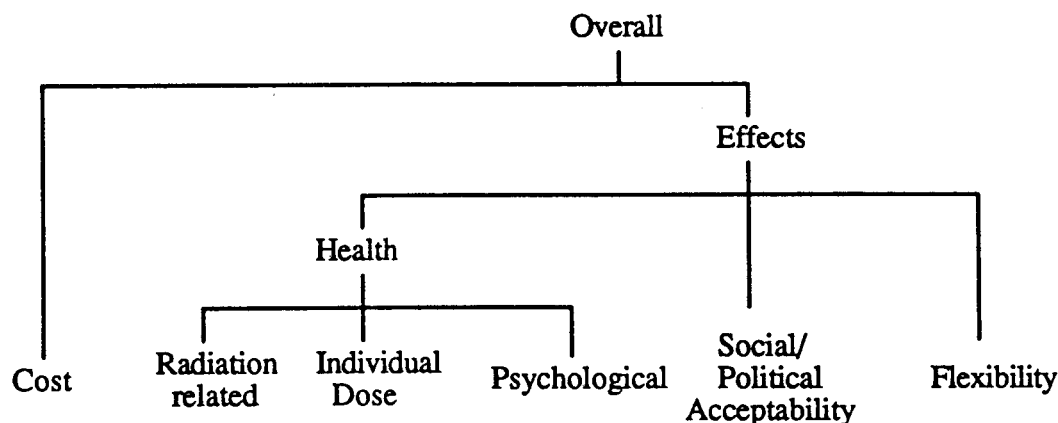 Overall
Effects
Health
Cost
Radiation
related
Individual
Dose
Psychological
Social/
Political
Acceptability
Flexibility